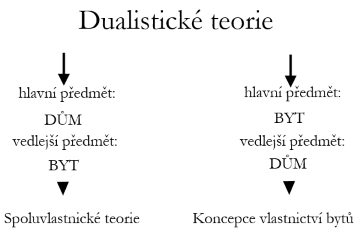 Dualistické teorie
hlavní předmět:
DŮM
vedlejší předmět:
BYT
Spoluvlastnické teorie
hlavní předmět:
BYT
vedlejší předmět:
DŮM
Koncepce vlastnictví bytů